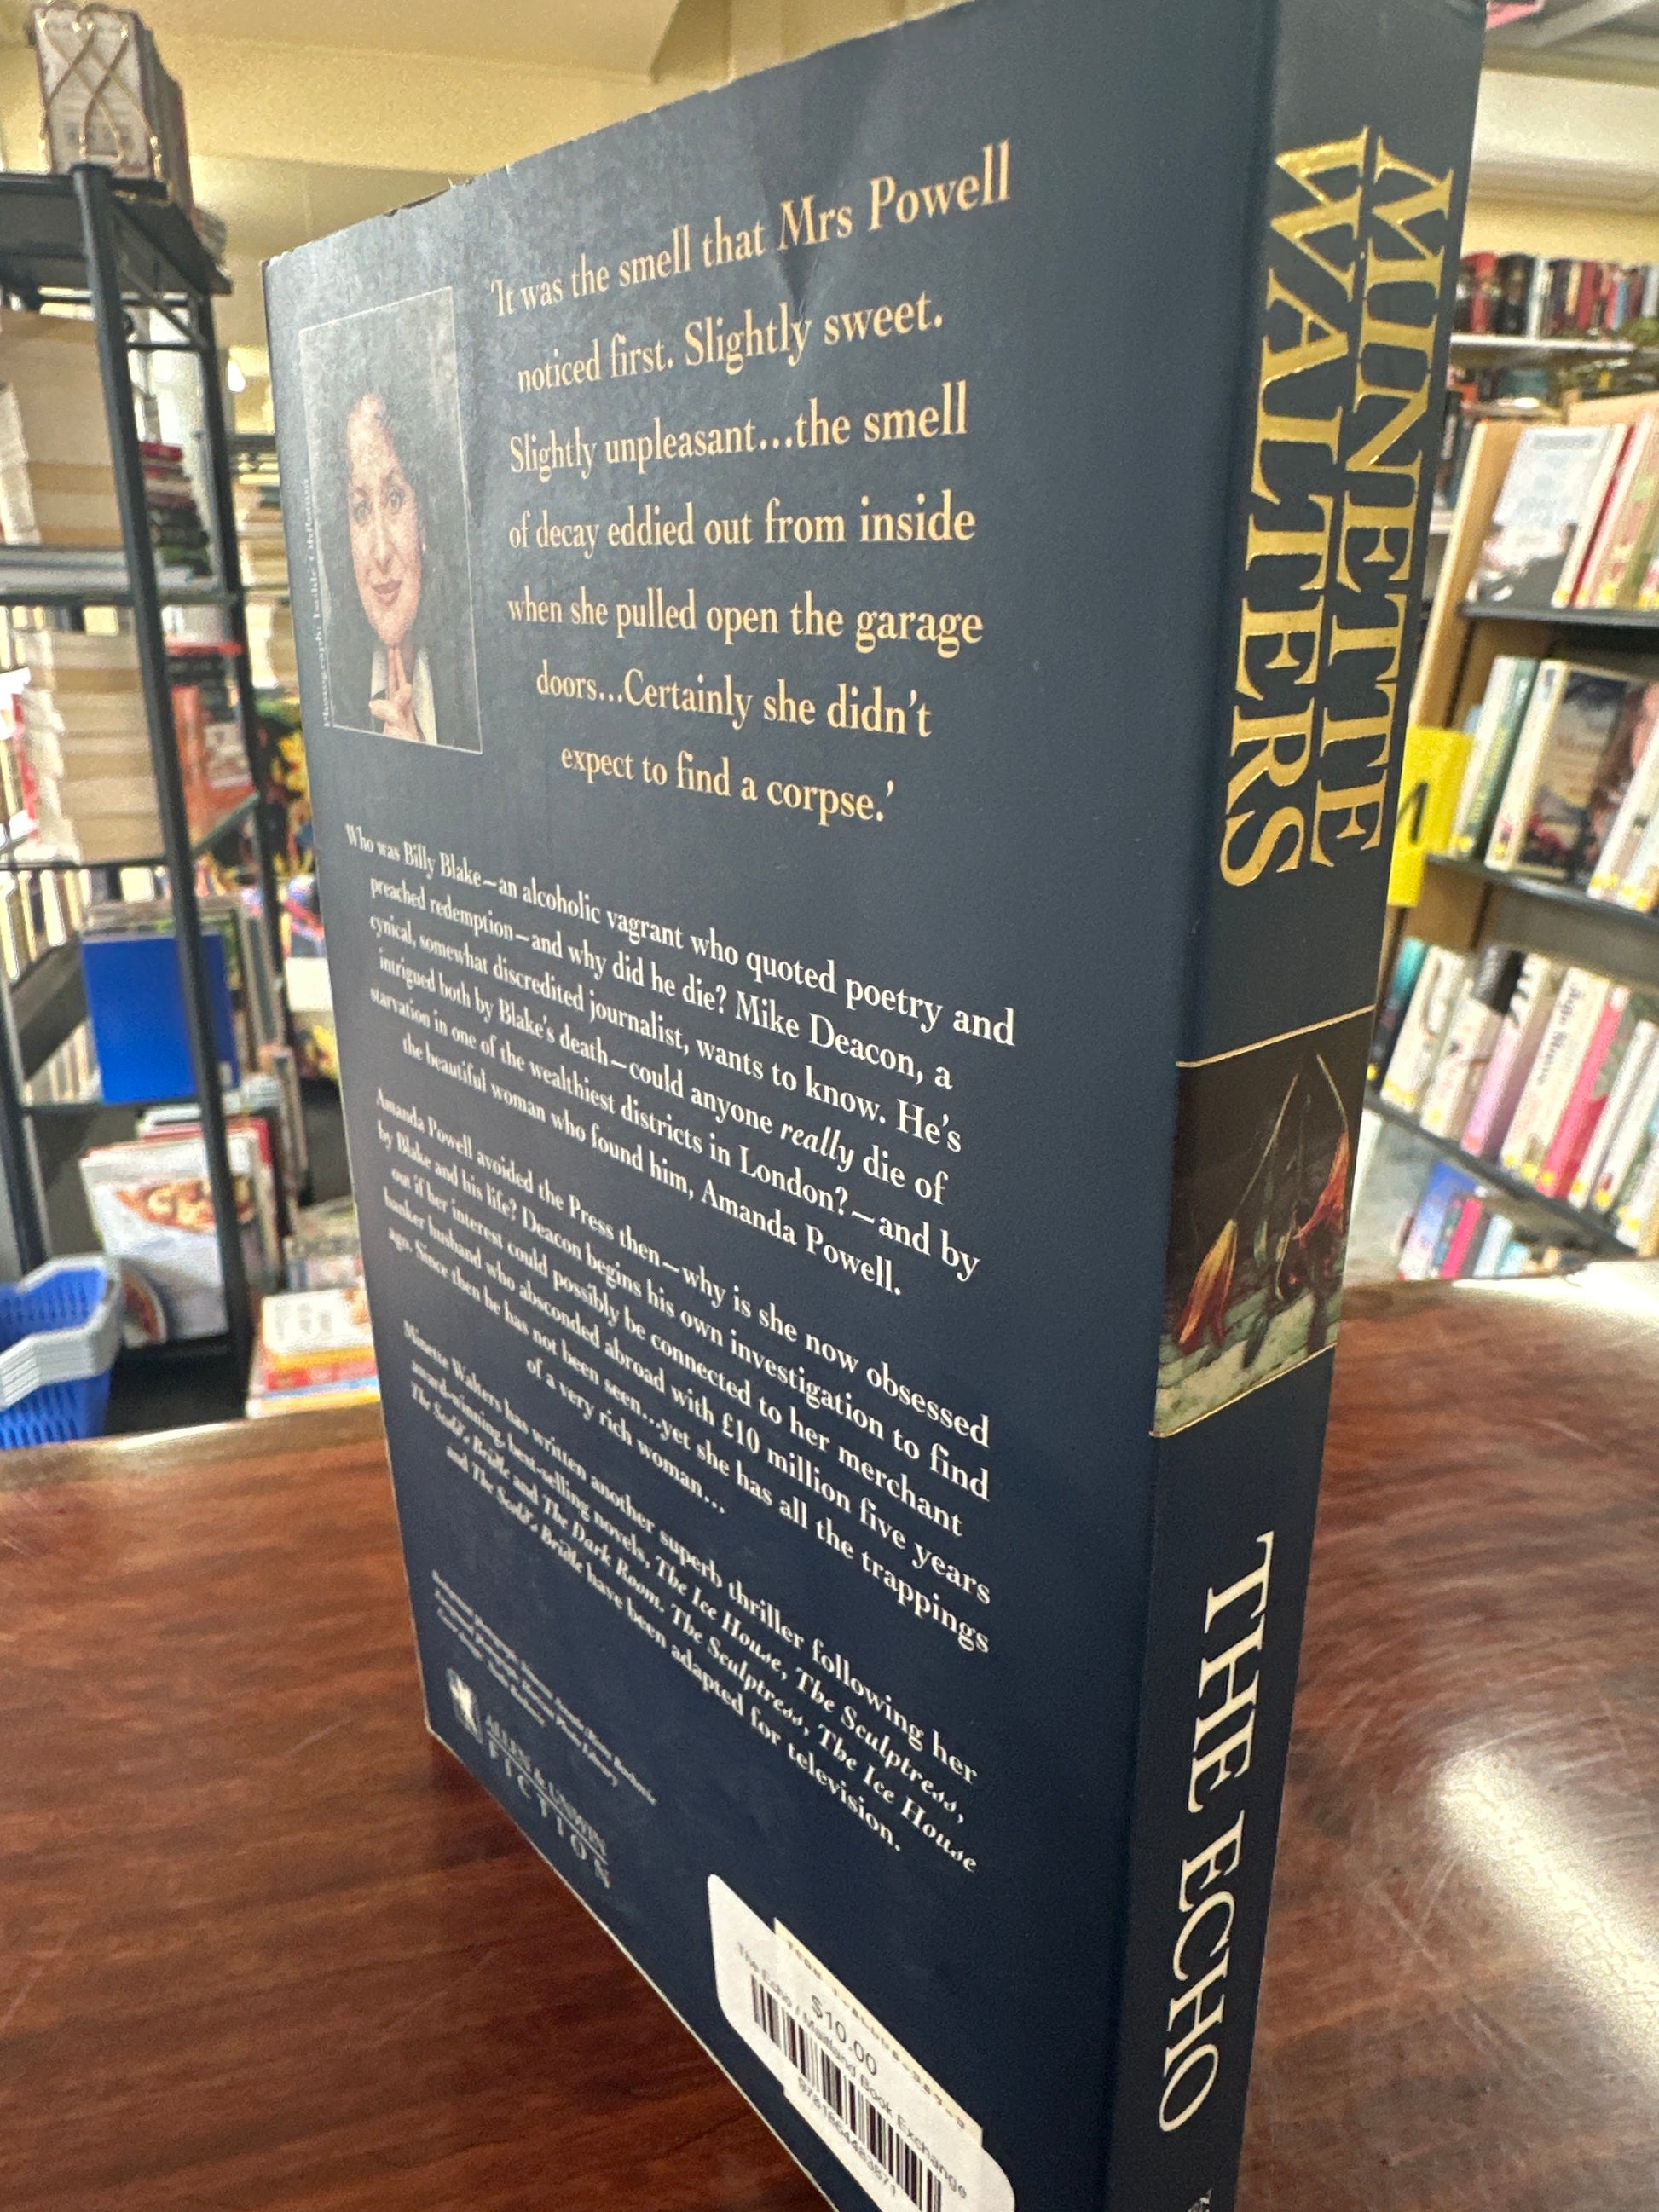 'It was the smell that Mrs Powell
noticed first. Slightly sweet.
Slightly unpleasant...the smell
of decay eddied out from inside
when she pulled open the garage
doors...Certainly she didn't
expect to find a corpse.'
Who was Billy Blake—an alcoholic vagrant who quoted poetry and
preached redemption—and why did he die? Mike Deacon, a
cynical, somewhat discredited journalist, wants to know. He's
intrigued both by Blake's death—could anyone really die of
starvation in one of the wealthiest districts in London?—and by
the beautiful woman who found him, Amanda Powell.
Amanda Powell avoided the Press then—why is she now obsessed
by Blake and his life? Deacon begins his own investigation to find
out if her interest could possibly be connected to her merchant
banker husband who absconded abroad with £10 million five years
ago. Since then he has not been seen...yet she has all the trappings
of a very rich woman...
Minette Walters has written another superb thriller following her
award-winning, best-selling novels, The Ice House, The Sculptress,
The Scold's Bridle and The Dark Room. The Sculptress, The Ice House
and The Scold's Bridle have been adapted for television.
ALLEN & UNWIN
FICTION
$10.00
The Echo / Maitland Book Exchange
MINETTE
WALTERS
THE ECHO